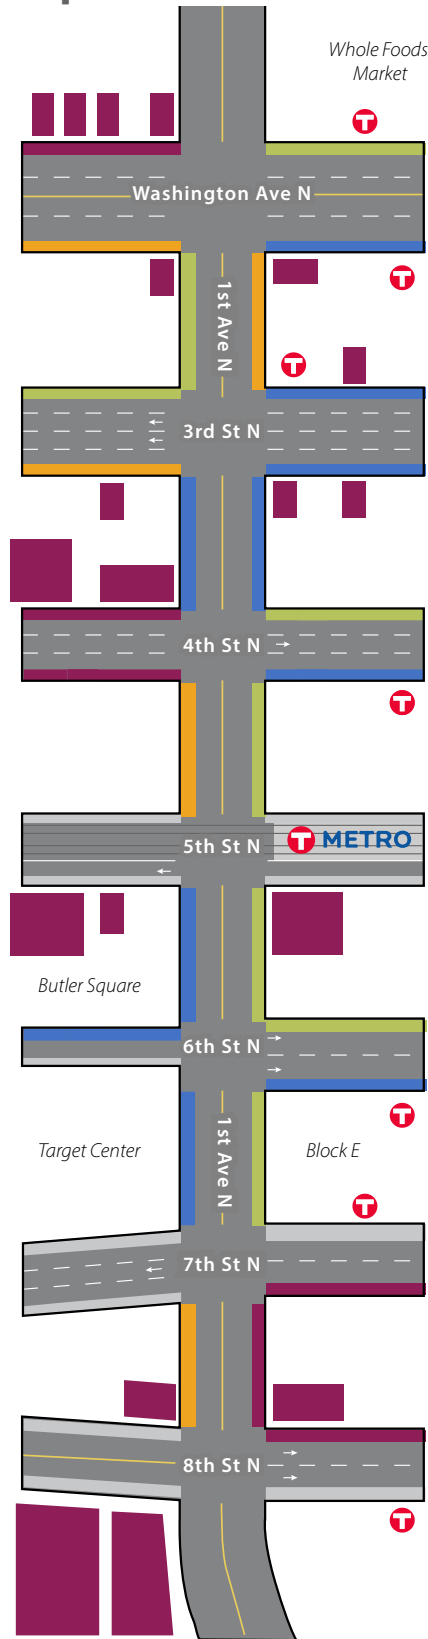 Whole Foods
Market
T
Washington Ave N
T
1st Ave N
T
3rd St N
4th St N
T
5th St N
T METRO
Butler Square
6th St N
T
1st Ave N
Target Center
Block E
T
7th St N
8th St N
T